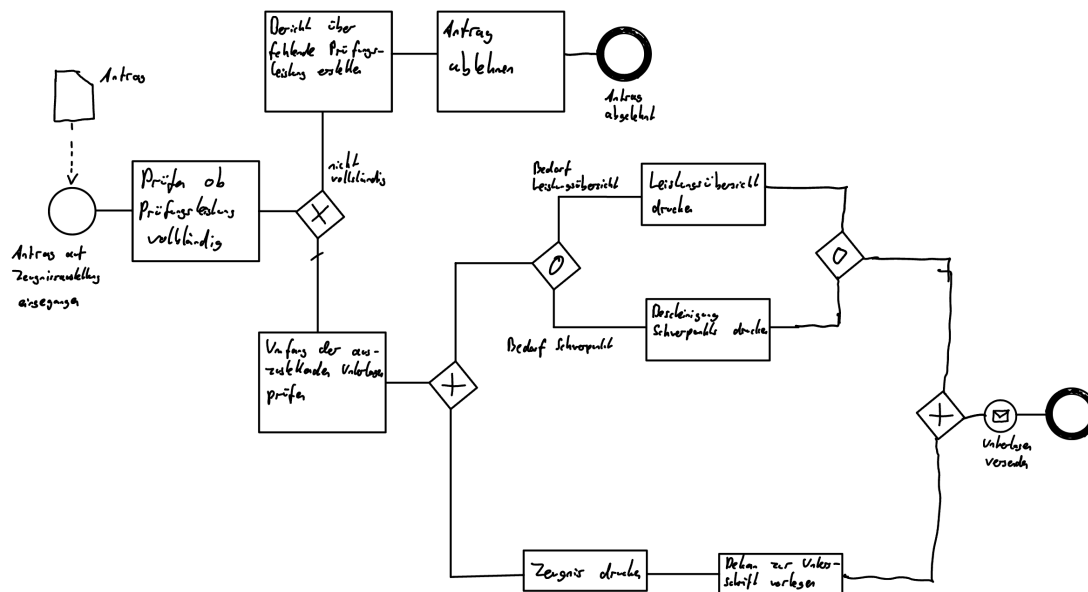 Antrag
Bericht über
fehlende Prüfungs-
leistung erstellen
Antrag
ablehnen
Antrag
abgelehnt
nicht
vollständig
Prüfen ob
Prüfungsleistung
vollständig
Antrag auf
Zeugnisausstellung
eingegangen
Umfang der aus-
zustellenden Unterlagen
prüfen
Bedarf
Leistungsübersicht
Leistungsübersicht
drucken
Bedarf Schwerpunkt
Bescheinigung
Schwerpunkts drucken
Unterlagen
versenden
Zeugnis drucken
Dekan zur Unter-
schrift vorlegen